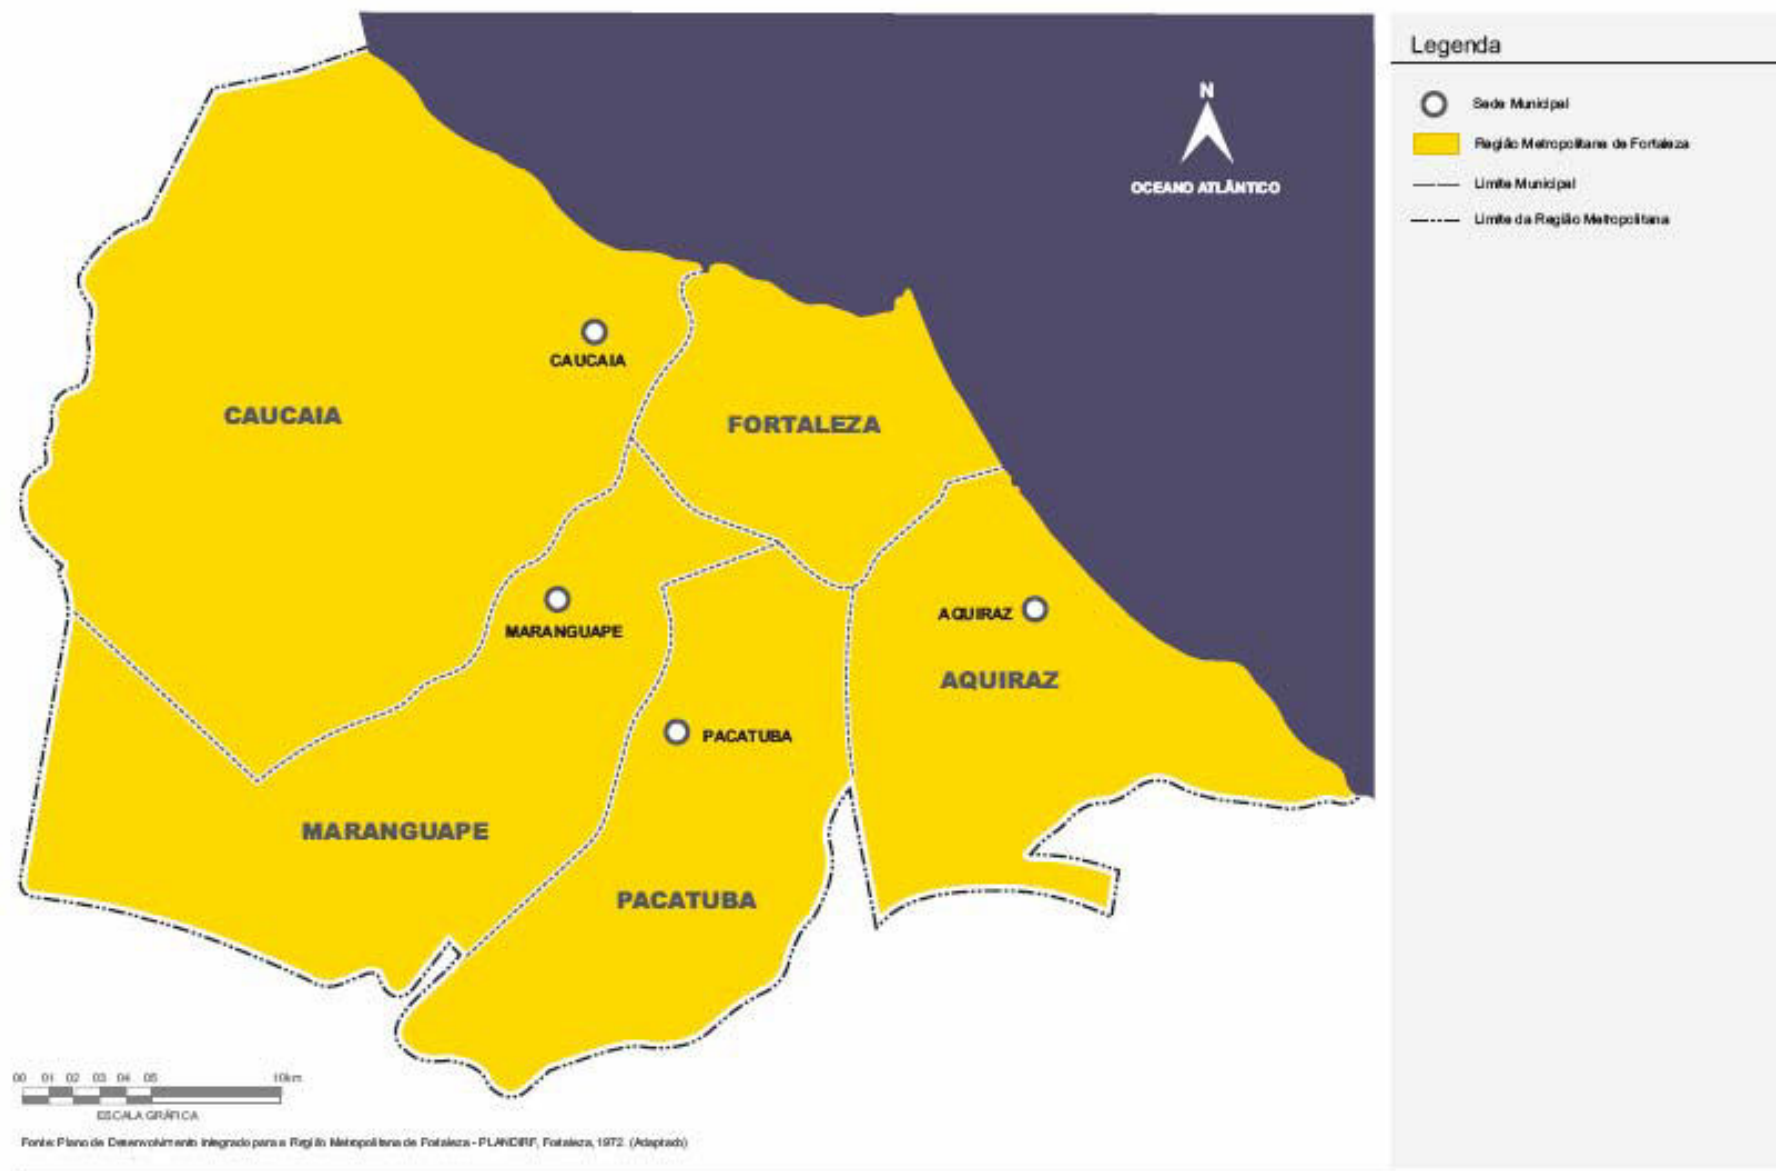 Legenda
Sede Municipal
Região Metropolitana de Fortaleza
Limite Municipal
Limite da Região Metropolitana
N
OCEANO ATLÂNTICO
CAUCAIA
CAUCAIA
FORTALEZA
MARANGUAPE
AQUIRAZ
AQUIRAZ
PACATUBA
MARANGUAPE
PACATUBA
00 01 02 03 04 05 10km
ESCALA GRÁFICA
Fonte: Plano de Desenvolvimento Integrado para a Região Metropolitana de Fortaleza - PLANDIRF, Fortaleza, 1972. (Adaptado)